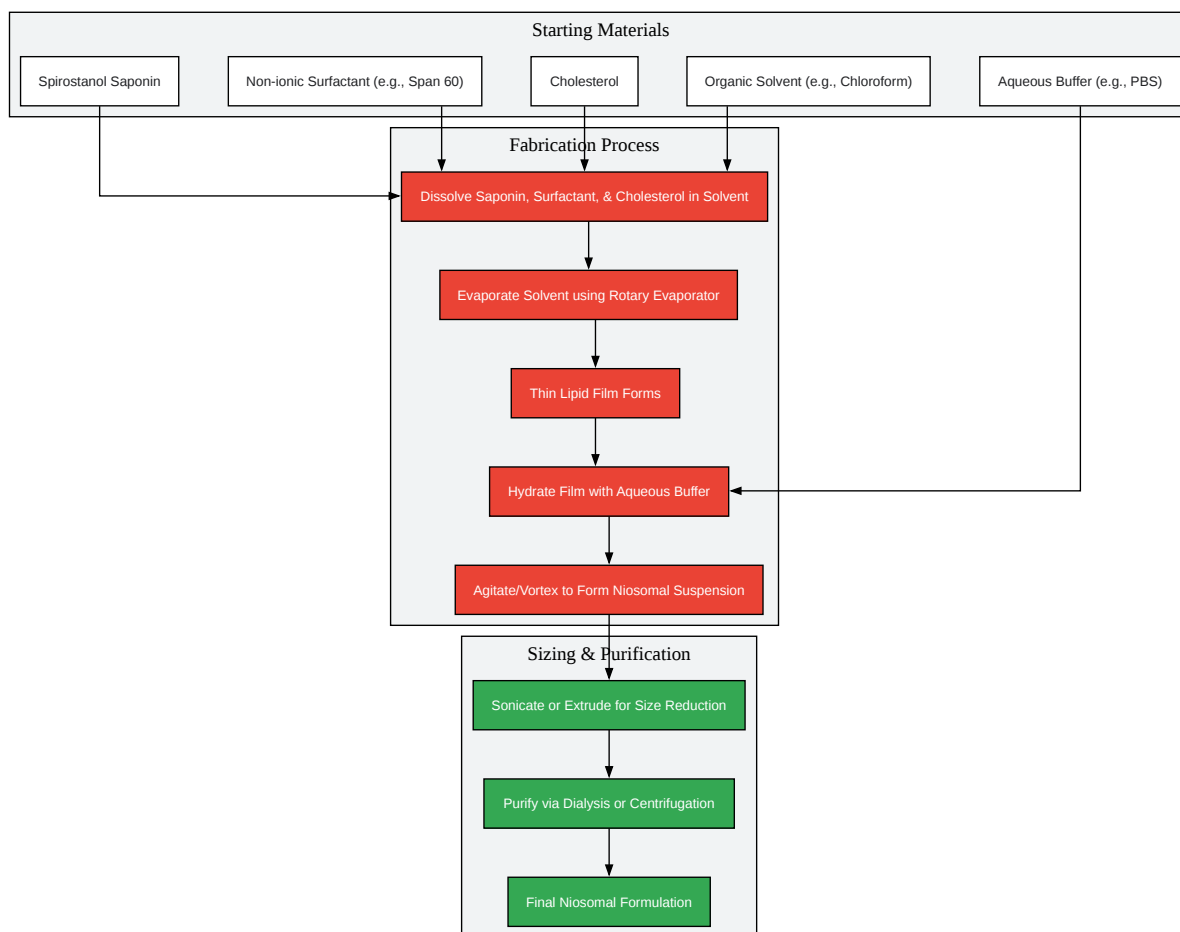 Starting Materials
Spirostanol Saponin
Non-ionic Surfactant (e.g., Span 60)
Cholesterol
Organic Solvent (e.g., Chloroform)
Aqueous Buffer (e.g., PBS)
Fabrication Process
Dissolve Saponin, Surfactant, & Cholesterol in Solvent
Evaporate Solvent using Rotary Evaporator
Thin Lipid Film Forms
Hydrate Film with Aqueous Buffer
Agitate/Vortex to Form Niosomal Suspension
Sizing & Purification
Sonicate or Extrude for Size Reduction
Purify via Dialysis or Centrifugation
Final Niosomal Formulation